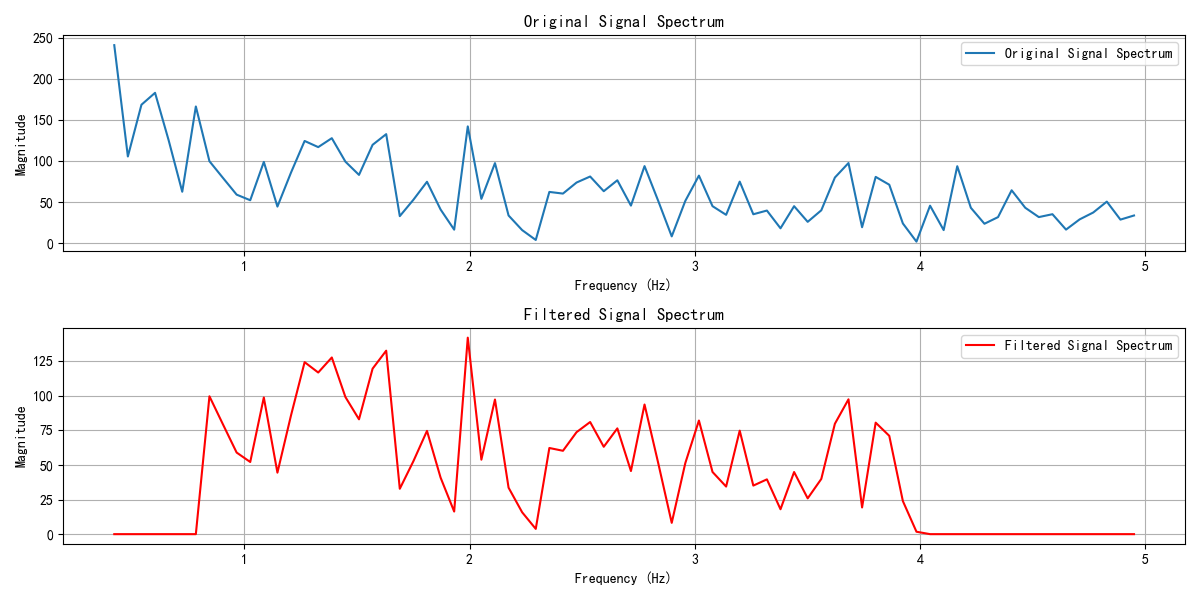 Original Signal Spectrum
250
200
150
100
50
0
Magnitude
Original Signal Spectrum
1 2 3 4 5
Frequency (Hz)
Filtered Signal Spectrum
125
100
75
50
25
0
Magnitude
Filtered Signal Spectrum
1 2 3 4 5
Frequency (Hz)